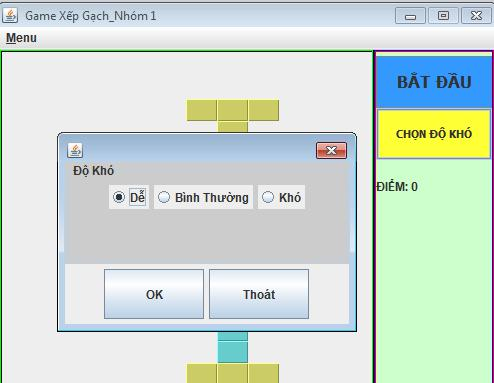 Game Xếp Gạch_Nhóm 1
Menu
BẮT ĐẦU
CHỌN ĐỘ KHÓ
ĐIỂM: 0
Độ Khó
Dễ Bình Thường Khó
OK Thoát